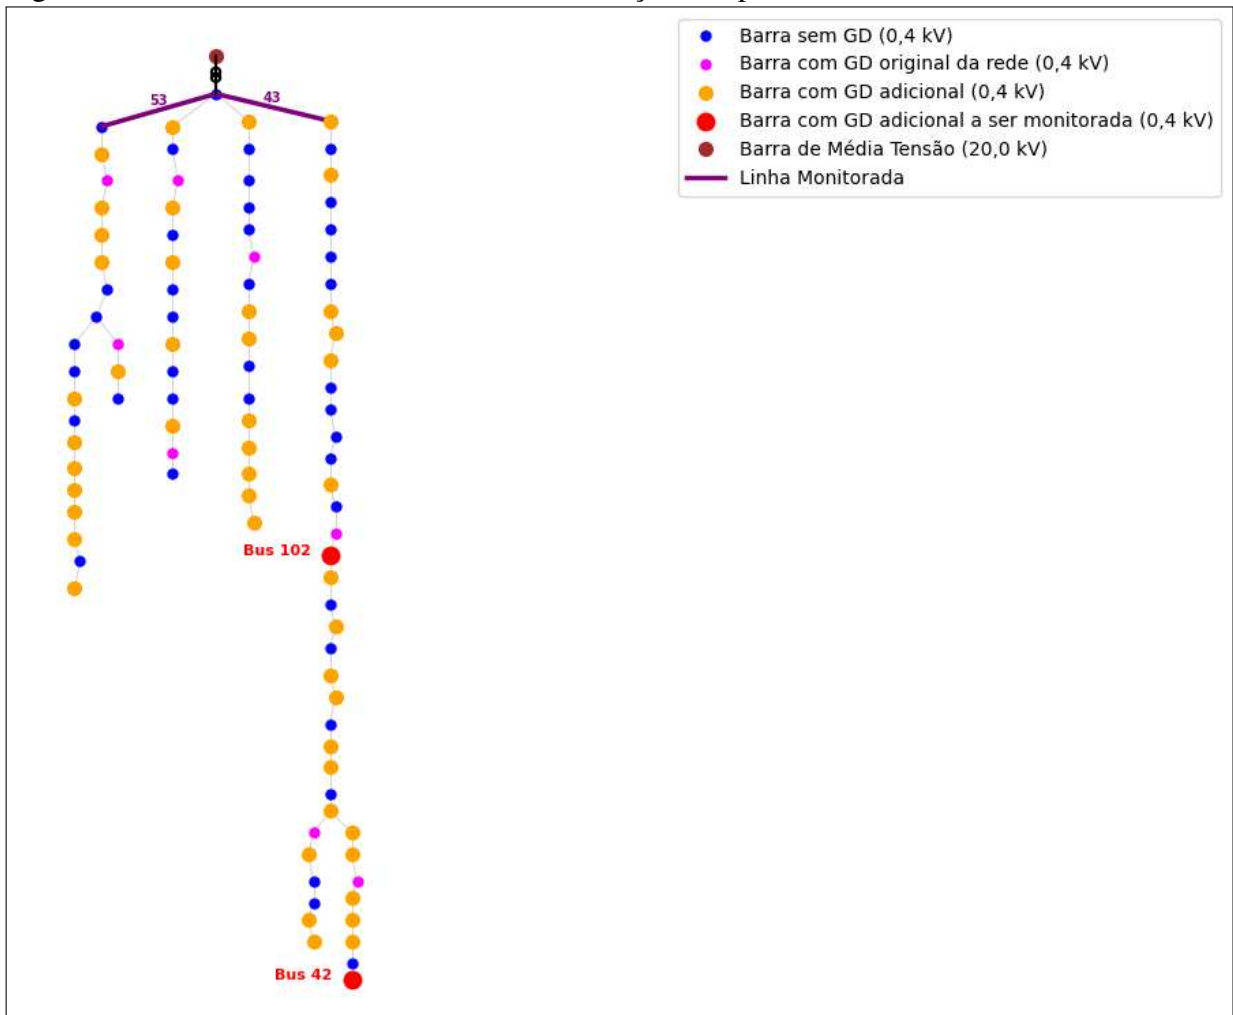 Barra sem GD (0,4 kV)
Barra com GD original da rede (0,4 kV)
Barra com GD adicional (0,4 kV)
Barra com GD adicional a ser monitorada (0,4 kV)
Barra de Média Tensão (20,0 kV)
Linha Monitorada
53
43
Bus 102
Bus 42